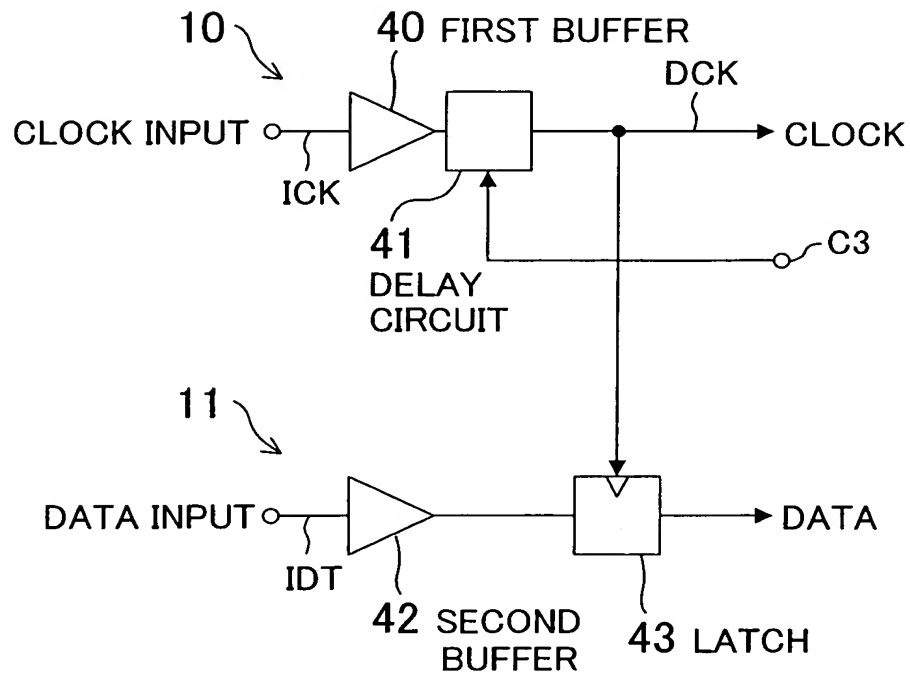 10
40 FIRST BUFFER
DCK
CLOCK INPUT
CLOCK
ICK
41
DELAY
CIRCUIT
C3
11
DATA INPUT
DATA
IDT
42 SECOND
BUFFER
43 LATCH